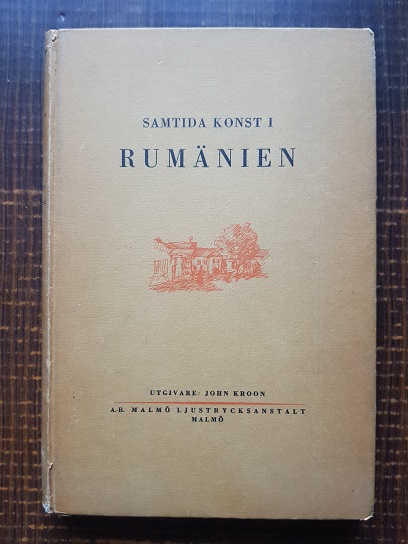 SAMTIDA KONST I
RUMÄNIEN
UTGIVARE: JOHN KROON
A.-B. MALMÖ LJUSTRYCKSANSTALT
MALMÖ